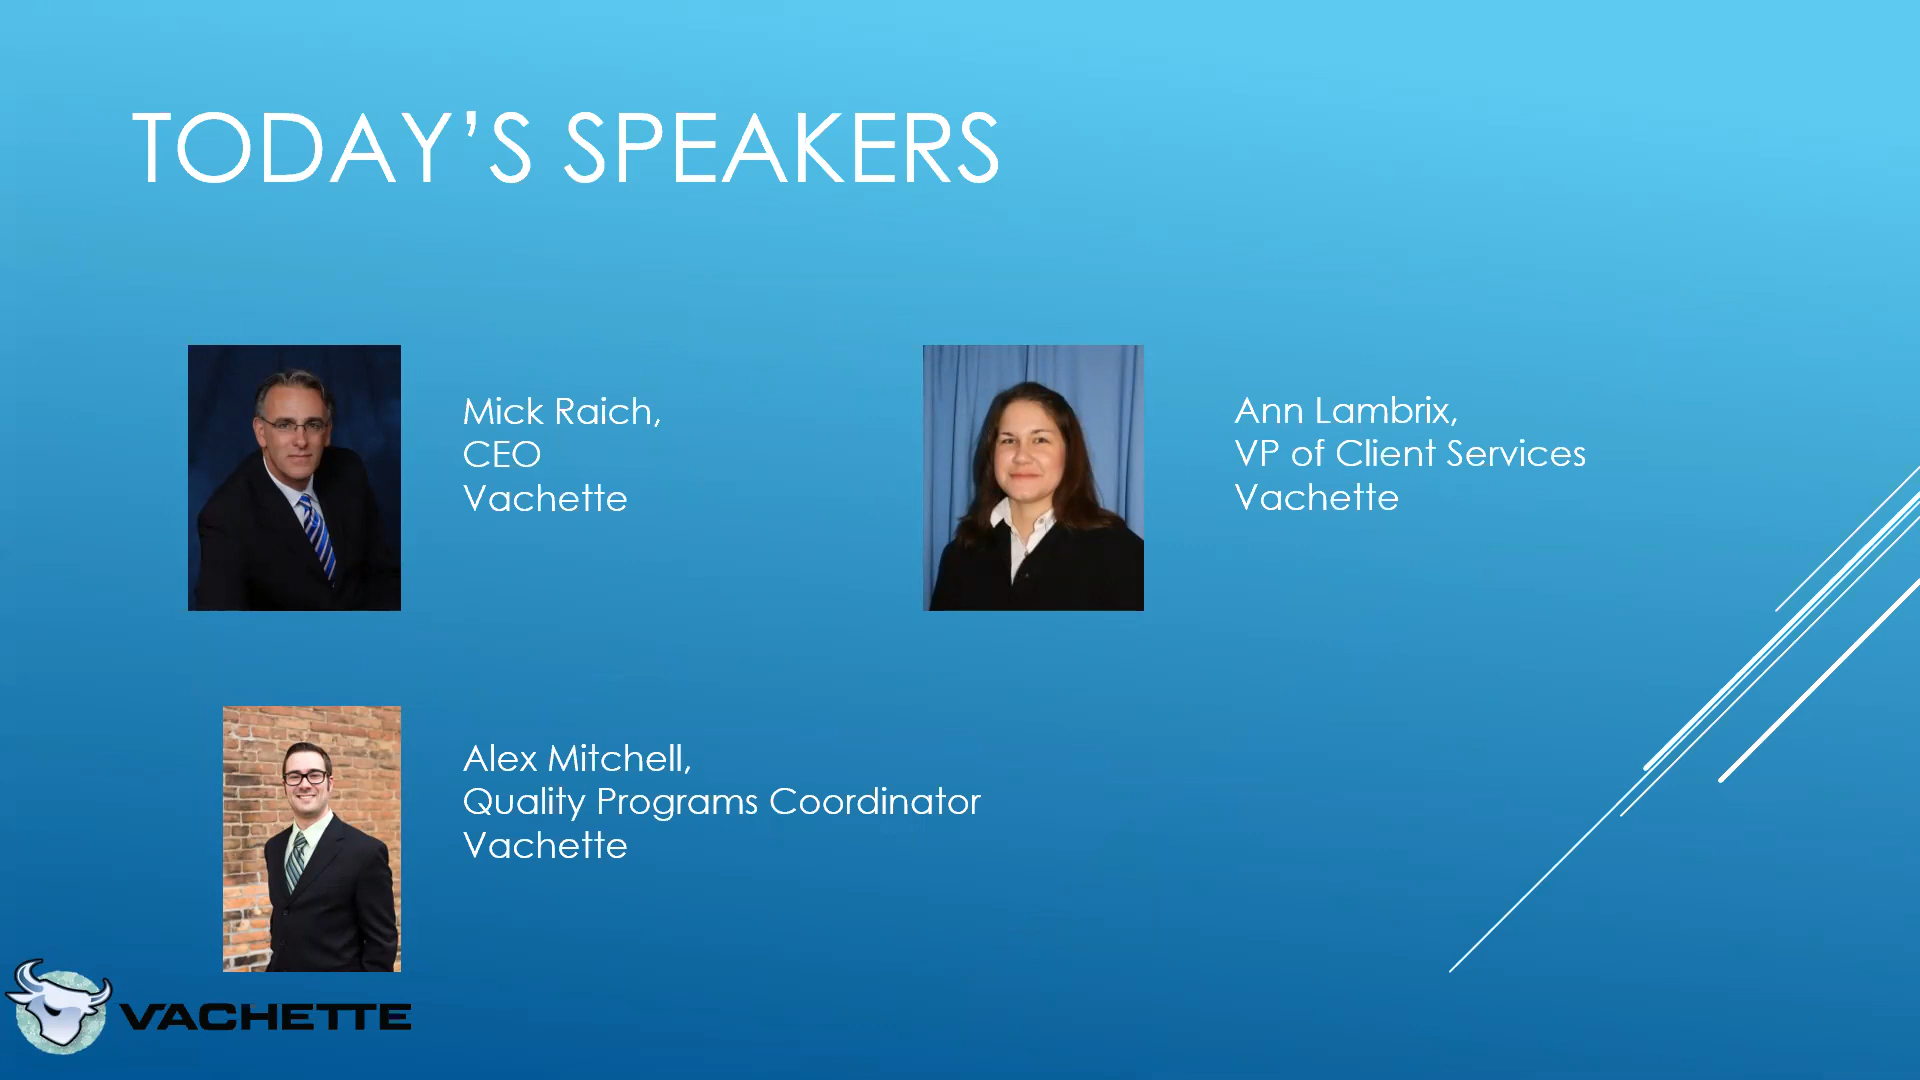 TODAY’S SPEAKERS
Mick Raich,
CEO
Vachette
Ann Lambrix,
VP of Client Services
Vachette
Alex Mitchell,
Quality Programs Coordinator
Vachette
VACHETTE